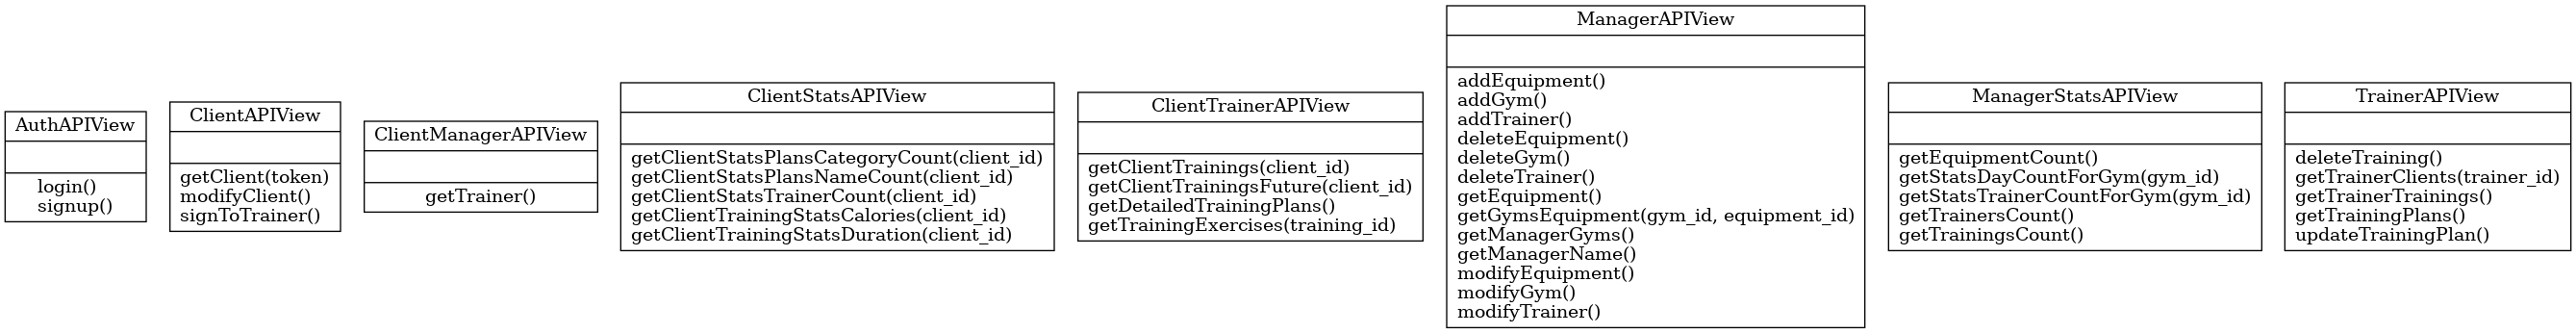 AuthAPIView
login()
signup()
ClientAPIView
getClient(token)
modifyClient()
signToTrainer()
ClientManagerAPIView
getTrainer()
ClientStatsAPIView
getClientStatsPlansCategoryCount(client_id)
getClientStatsPlansNameCount(client_id)
getClientStatsTrainerCount(client_id)
getClientTrainingStatsCalories(client_id)
getClientTrainingStatsDuration(client_id)
ClientTrainerAPIView
getClientTrainings(client_id)
getClientTrainingsFuture(client_id)
getDetailedTrainingPlans()
getTrainingExercises(training_id)
ManagerAPIView
addEquipment()
addGym()
addTrainer()
deleteEquipment()
deleteGym()
deleteTrainer()
getEquipment()
getGymsEquipment(gym_id, equipment_id)
getManagerGyms()
getManagerName()
modifyEquipment()
modifyGym()
modifyTrainer()
ManagerStatsAPIView
getEquipmentCount()
getStatsDayCountForGym(gym_id)
getStatsTrainerCountForGym(gym_id)
getTrainersCount()
getTrainingsCount()
TrainerAPIView
deleteTraining()
getTrainerClients(trainer_id)
getTrainerTrainings()
getTrainingPlans()
updateTrainingPlan()